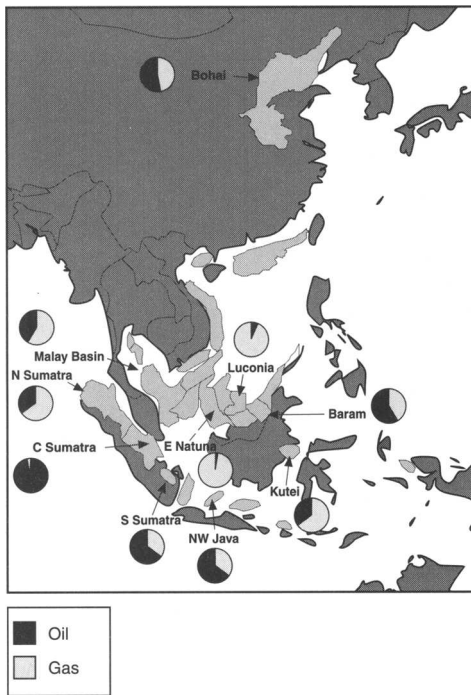 Bohai
Malay Basin
Luconia
N Sumatra
Baram
C Sumatra
E Natuna
Kutei
S Sumatra
NW Java
Oil
Gas